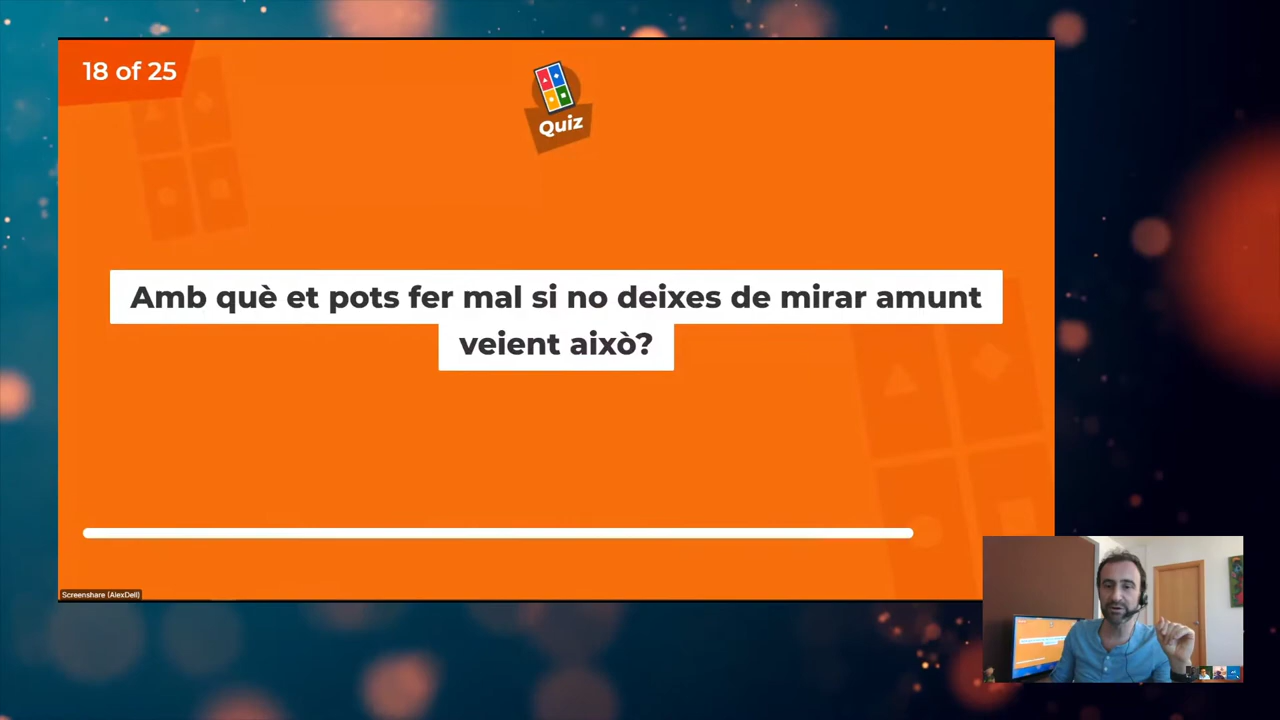 18 of 25
Quiz
Amb què et pots fer mal si no deixes de mirar amunt
veient això?
Screenshare (AlexDell)